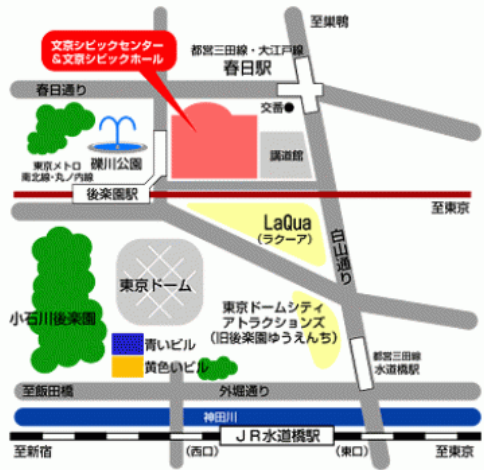 至巣鴨
文京シビックセンター
＆文京シビックホール
都営三田線・大江戸線
春日駅
春日通り
交番●
東京メトロ
南北線・丸ノ内線
礫川公園
講道館
後楽園駅
至東京
LaQua
(ラクーア)
白山通り
東京ドーム
小石川後楽園
東京ドームシティ
アトラクションズ
(旧後楽園ゆうえんち)
青いビル
黄色いビル
都営三田線
水道橋駅
至飯田橋
外堀通り
神田川
JR水道橋駅
至新宿
(西口)
(東口)
至東京